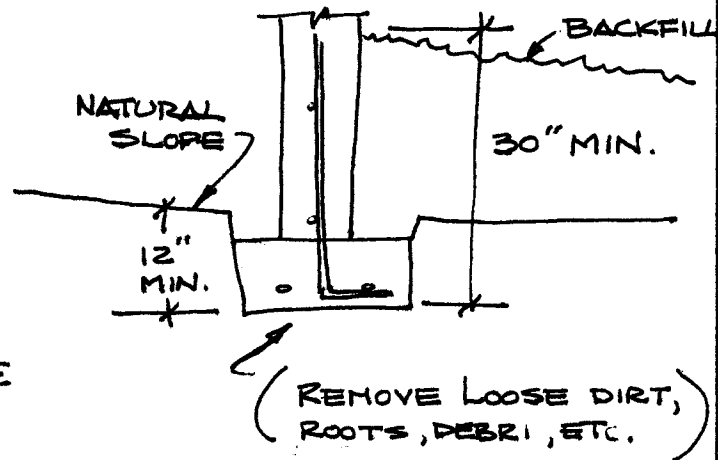 BACKFILL
NATURAL
SLOPE
30" MIN.
12"
MIN.
E
(REMOVE LOOSE DIRT,
ROOTS, DEBRI, ETC.)